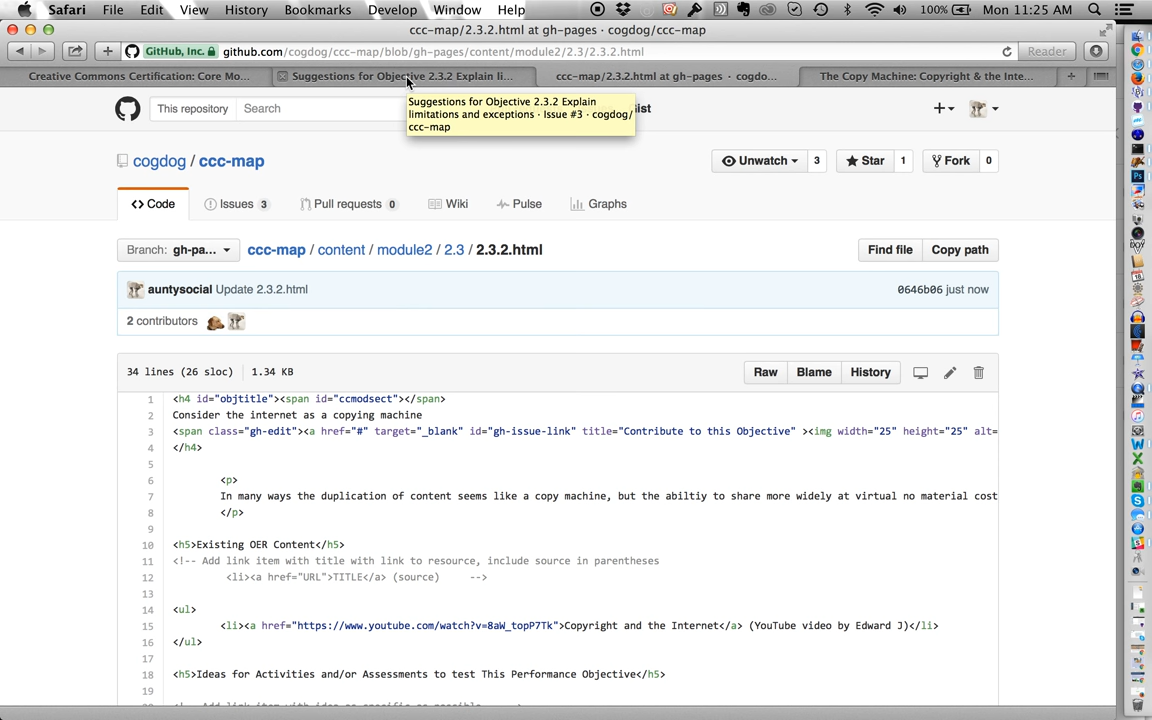 Safari File Edit View History Bookmarks Develop Window Help 100% Mon 11:25 AM
ccc-map/2.3.2.html at gh-pages · cogdog/ccc-map
GitHub, Inc. github.com/cogdog/ccc-map/blob/gh-pages/content/module2/2.3/2.3.2.html Reader
Creative Commons Certification: Core Mo... Suggestions for Objective 2.3.2 Explain li... ccc-map/2.3.2.html at gh-pages · cogdo... The Copy Machine: Copyright & the Inte...
Suggestions for Objective 2.3.2 Explain
limitations and exceptions · Issue #3 · cogdog/
ccc-map
This repository Search ist
cogdog / ccc-map Unwatch 3 Star 1 Fork 0
Code Issues 3 Pull requests 0 Wiki Pulse Graphs
Branch: gh-pa... ccc-map / content / module2 / 2.3 / 2.3.2.html Find file Copy path
auntysocial Update 2.3.2.html 0646b06 just now
2 contributors
34 lines (26 sloc) 1.34 KB Raw Blame History
1 <h4 id="objtitle"><span id="ccmodsect"></span>
2 Consider the internet as a copying machine
3 <span class="gh-edit"><a href="#" target="_blank" id="gh-issue-link" title="Contribute to this Objective" ><img width="25" height="25" alt=
4 </h4>
5
6 <p>
7 In many ways the duplication of content seems like a copy machine, but the abiltiy to share more widely at virtual no material cost
8 </p>
9
10 <h5>Existing OER Content</h5>
11 <!-- Add link item with title with link to resource, include source in parentheses
12 <li><a href="URL">TITLE</a> (source) -->
13
14 <ul>
15 <li><a href="https://www.youtube.com/watch?v=8aW_topP7Tk">Copyright and the Internet</a> (YouTube video by Edward J)</li>
16 </ul>
17
18 <h5>Ideas for Activities and/or Assessments to test This Performance Objective</h5>
19